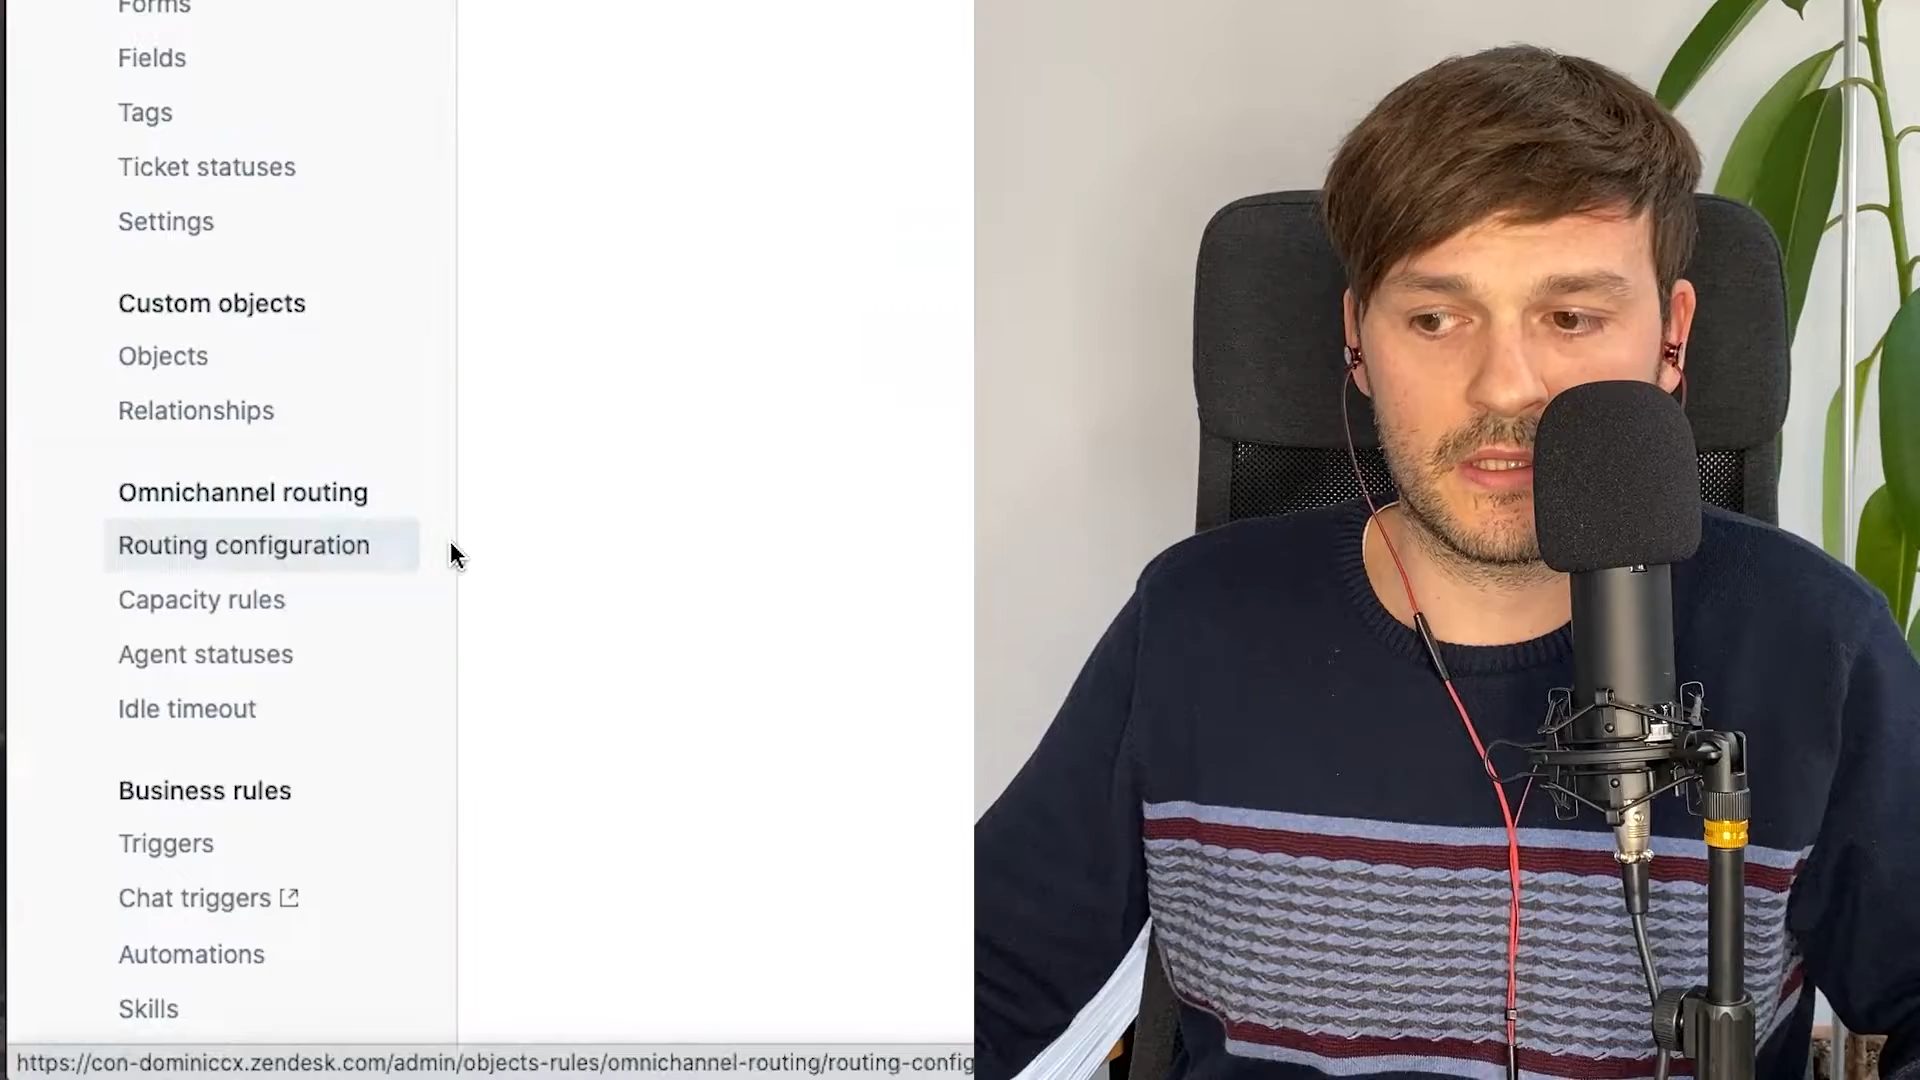 Forms
Fields
Tags
Ticket statuses
Settings
Custom objects
Objects
Relationships
Omnichannel routing
Routing configuration
Capacity rules
Agent statuses
Idle timeout
Business rules
Triggers
Chat triggers
Automations
Skills
https://con-dominiccx.zendesk.com/admin/objects-rules/omnichannel-routing/routing-config